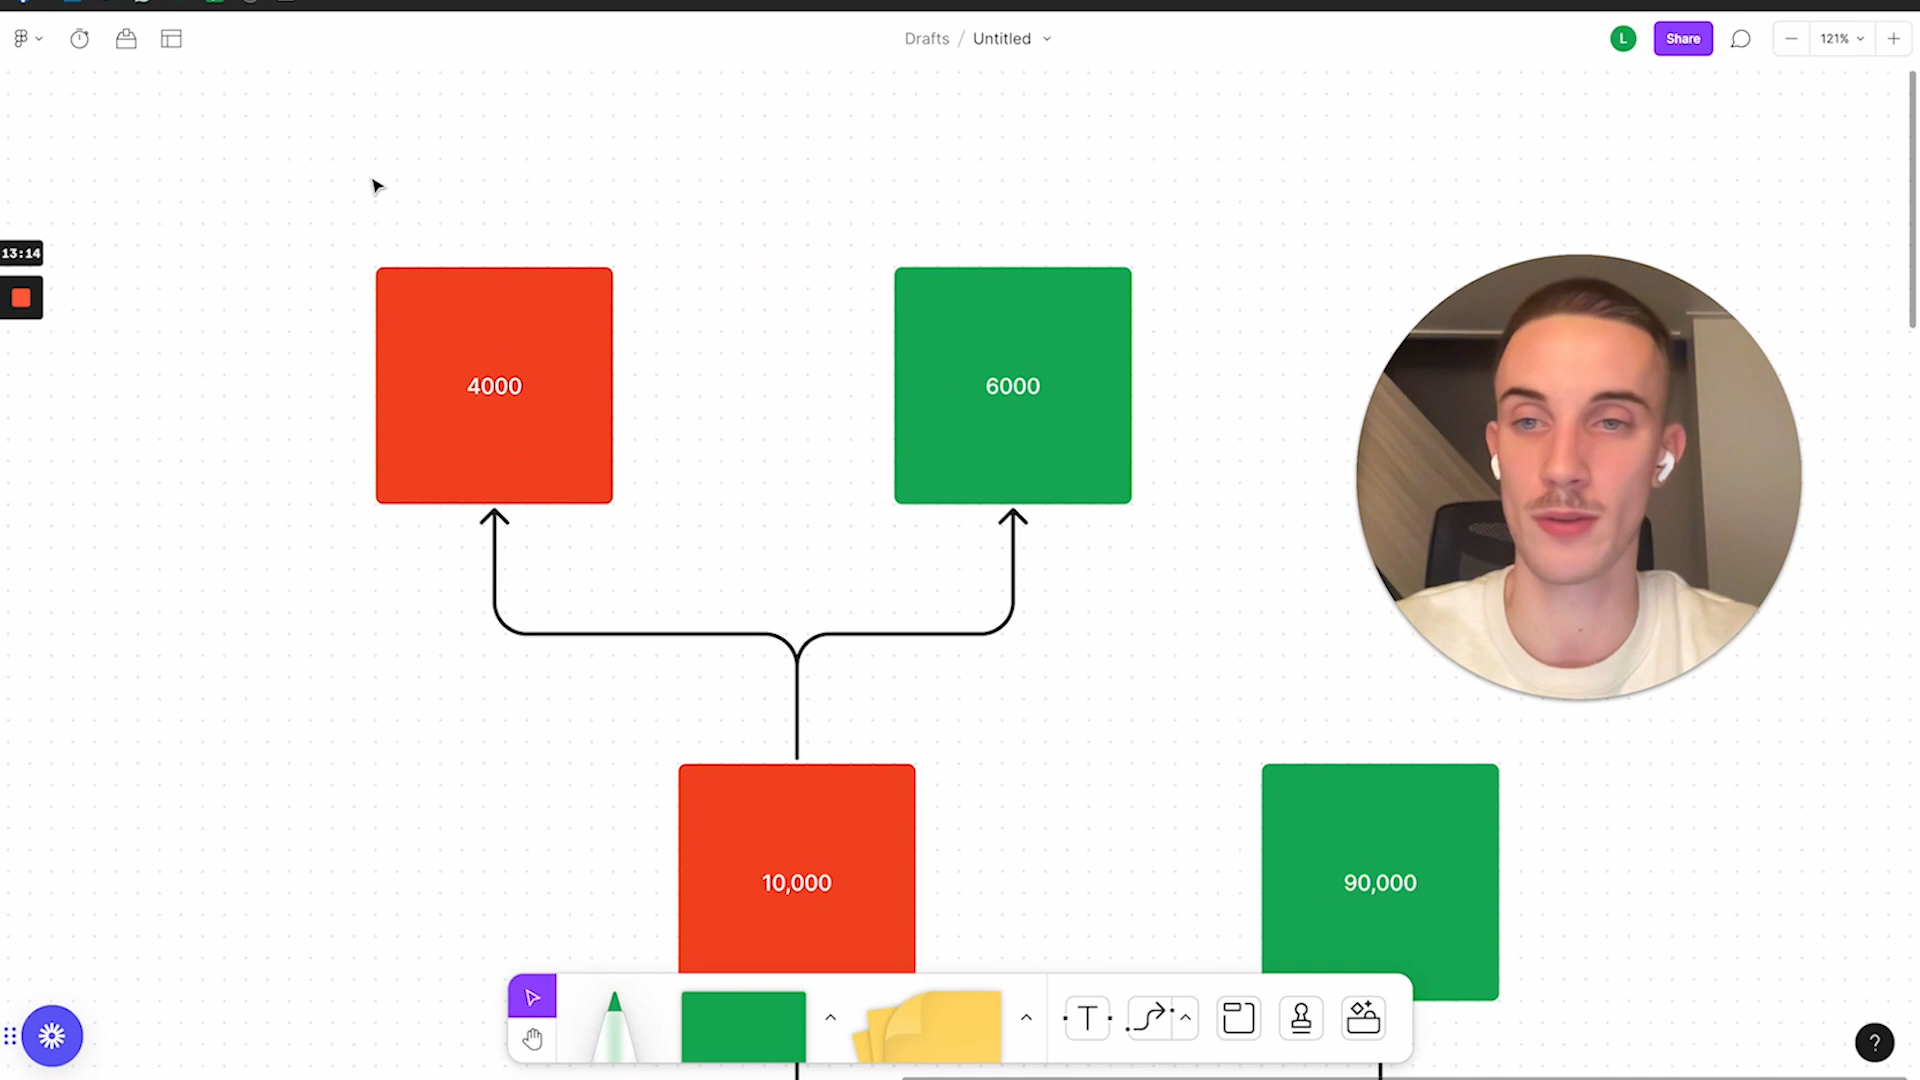 Drafts / Untitled
L
Share
121%
13:14
4000
6000
10,000
90,000
T
?